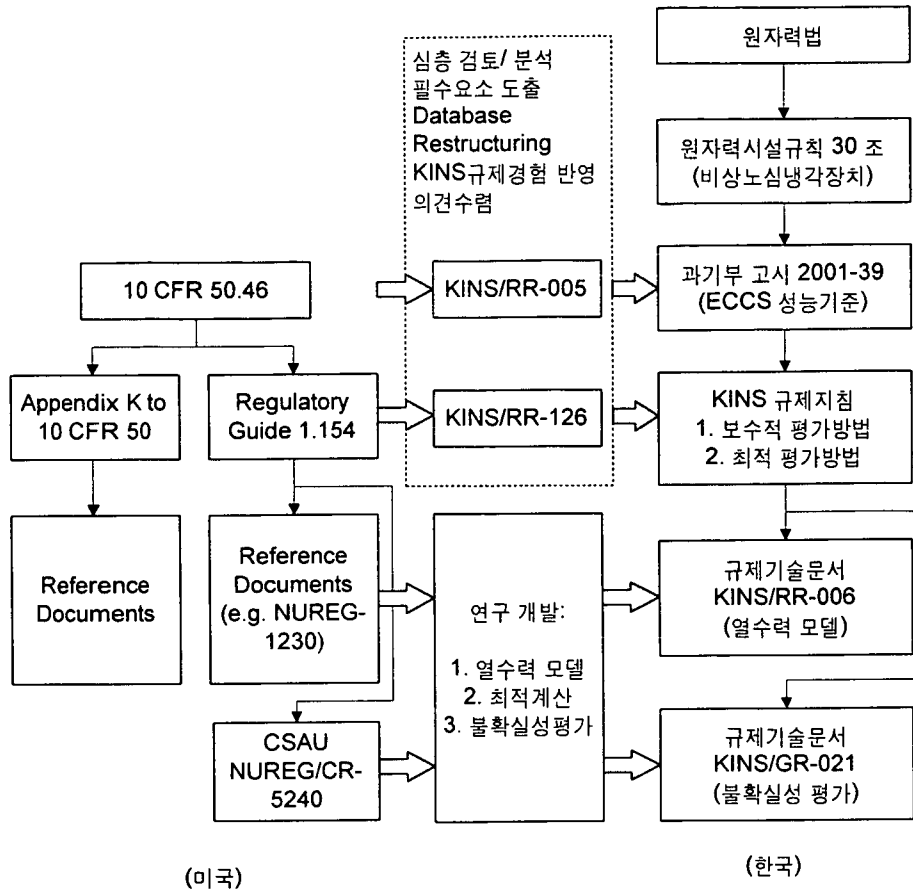 원자력법
심층 검토/ 분석
필수요소 도출
Database
Restructuring
KINS규제경험 반영
의견수렴
원자력시설규칙 30 조
(비상노심냉각장치)
10 CFR 50.46
KINS/RR-005
과기부 고시 2001-39
(ECCS 성능기준)
Appendix K to
10 CFR 50
Regulatory
Guide 1.154
KINS/RR-126
KINS 규제지침
1. 보수적 평가방법
2. 최적 평가방법
Reference
Documents
Reference
Documents
(e.g. NUREG-
1230)
연구 개발:
1. 열수력 모델
2. 최적계산
3. 불확실성평가
규제기술문서
KINS/RR-006
(열수력 모델)
CSAU
NUREG/CR-
5240
규제기술문서
KINS/GR-021
(불확실성 평가)
(미국)
(한국)